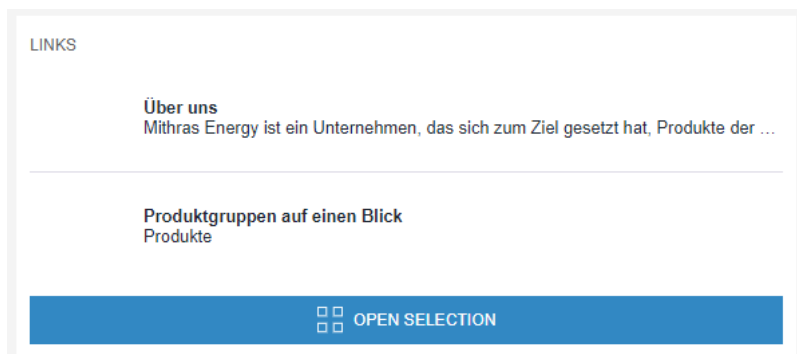 LINKS
Über uns
Mithras Energy ist ein Unternehmen, das sich zum Ziel gesetzt hat, Produkte der ...
Produktgruppen auf einen Blick
Produkte
OPEN SELECTION